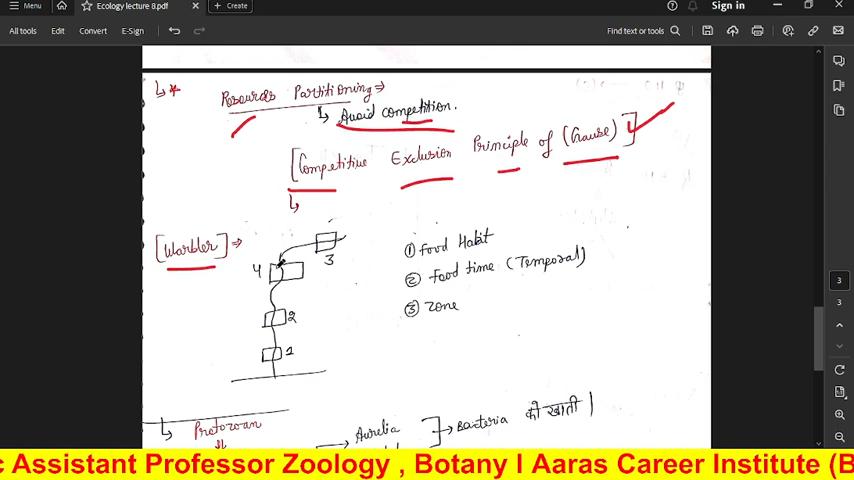 Menu
Ecology lecture 8.pdf
Create
Sign in
All tools Edit Convert E-Sign
Find text or tools
Resources Partitioning ⇒
Avoid competition.
[Competitive Exclusion Principle of (Gause)]
[Warbler] ⇒
3
4
2
1
① Food Habit
② Food time (Temporal)
③ Zone
Protozoan
→ Aurelia
→ Bacteria को खाती |
3
3
c Assistant Professor Zoology , Botany I Aaras Career Institute (B